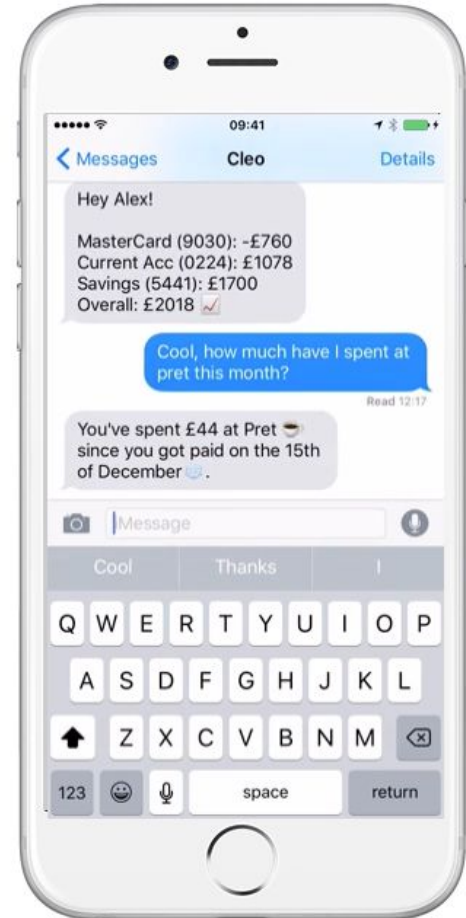 09:41
Messages
Cleo
Details
Hey Alex!
MasterCard (9030): -£760
Current Acc (0224): £1078
Savings (5441): £1700
Overall: £2018 📈
Cool, how much have I spent at
pret this month?
Read 12:17
You've spent £44 at Pret ☕
since you got paid on the 15th
of December ❄️.
Message
Cool Thanks I
Q W E R T Y U I O P
A S D F G H J K L
Z X C V B N M
123 space return